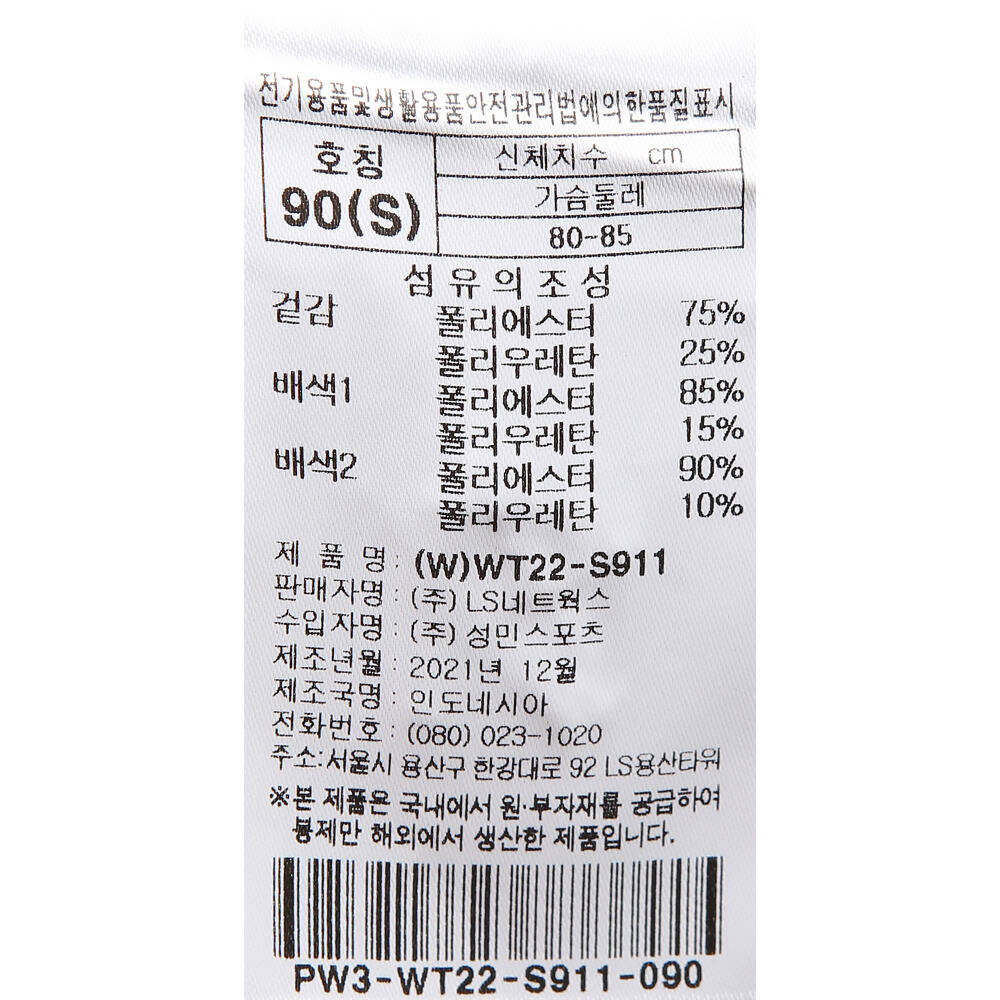 전기용품및생활용품안전관리법에의한품질표시
호칭 신체치수 cm
90(S) 가슴둘레
80-85
섬유의조성
겉감 폴리에스터 75%
폴리우레탄 25%
배색1 폴리에스터 85%
폴리우레탄 15%
배색2 폴리에스터 90%
폴리우레탄 10%
제 품 명 : (W)WT22-S911
판매자명 : (주) LS네트웍스
수입자명 : (주) 성민스포츠
제조년월 : 2021년 12월
제조국명 : 인도네시아
전화번호 : (080) 023-1020
주소:서울시 용산구 한강대로 92 LS용산타워
※본 제품은 국내에서 원·부자재를 공급하여
봉제만 해외에서 생산한 제품입니다.
PW3-WT22-S911-090